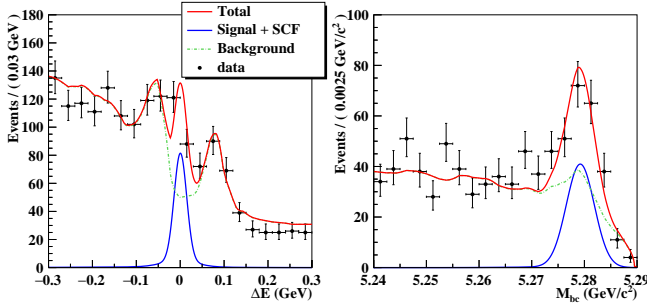 Events / ( 0.03 GeV )
180
160
140
120
100
80
60
40
20
0
−0.3 −0.2 −0.1 0 0.1 0.2 0.3
ΔE (GeV)
Total
Signal + SCF
Background
data
Events / ( 0.0025 GeV/c²)
100
80
60
40
20
0
5.24 5.25 5.26 5.27 5.28 5.29
M_bc (GeV/c²)